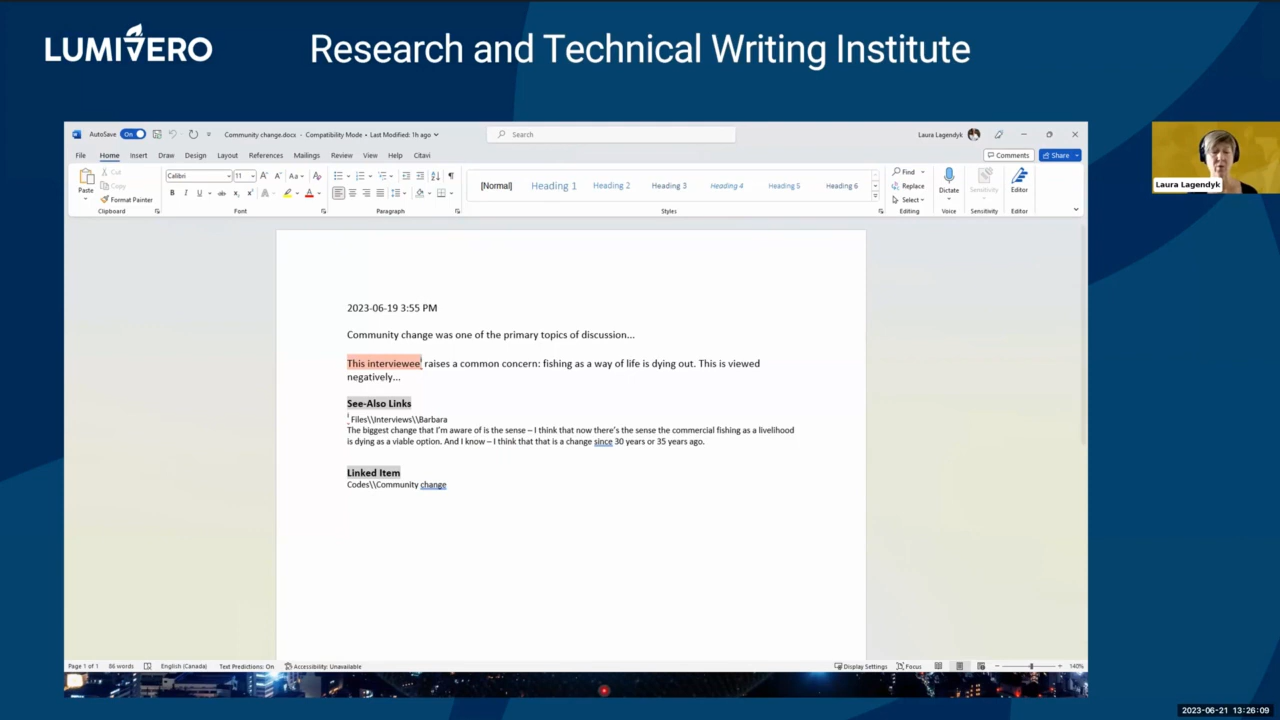 LUMIVERO
Research and Technical Writing Institute
AutoSave On Community change.docx - Compatibility Mode • Last Modified: 1h ago Search Laura Lagendyk
File Home Insert Draw Design Layout References Mailings Review View Help Citavi Comments Share
Paste Cut Copy Format Painter
Calibri 11
[Normal] Heading 1 Heading 2 Heading 3 Heading 4 Heading 5 Heading 6
Find Replace Select
Dictate Sensitivity Editor
Clipboard Font Paragraph Styles Editing Voice Sensitivity Editor
Laura Lagendyk
2023-06-19 3:55 PM
Community change was one of the primary topics of discussion...
This interviewee raises a common concern: fishing as a way of life is dying out. This is viewed
negatively...
See-Also Links
Files\\Interviews\\Barbara
The biggest change that I'm aware of is the sense – I think that now there's the sense the commercial fishing as a livelihood
is dying as a viable option. And I know – I think that that is a change since 30 years or 35 years ago.
Linked Item
Codes\\Community change
Page 1 of 1 86 words English (Canada) Text Predictions: On Accessibility: Unavailable Display Settings Focus 140%
2023-06-21 13:26:09